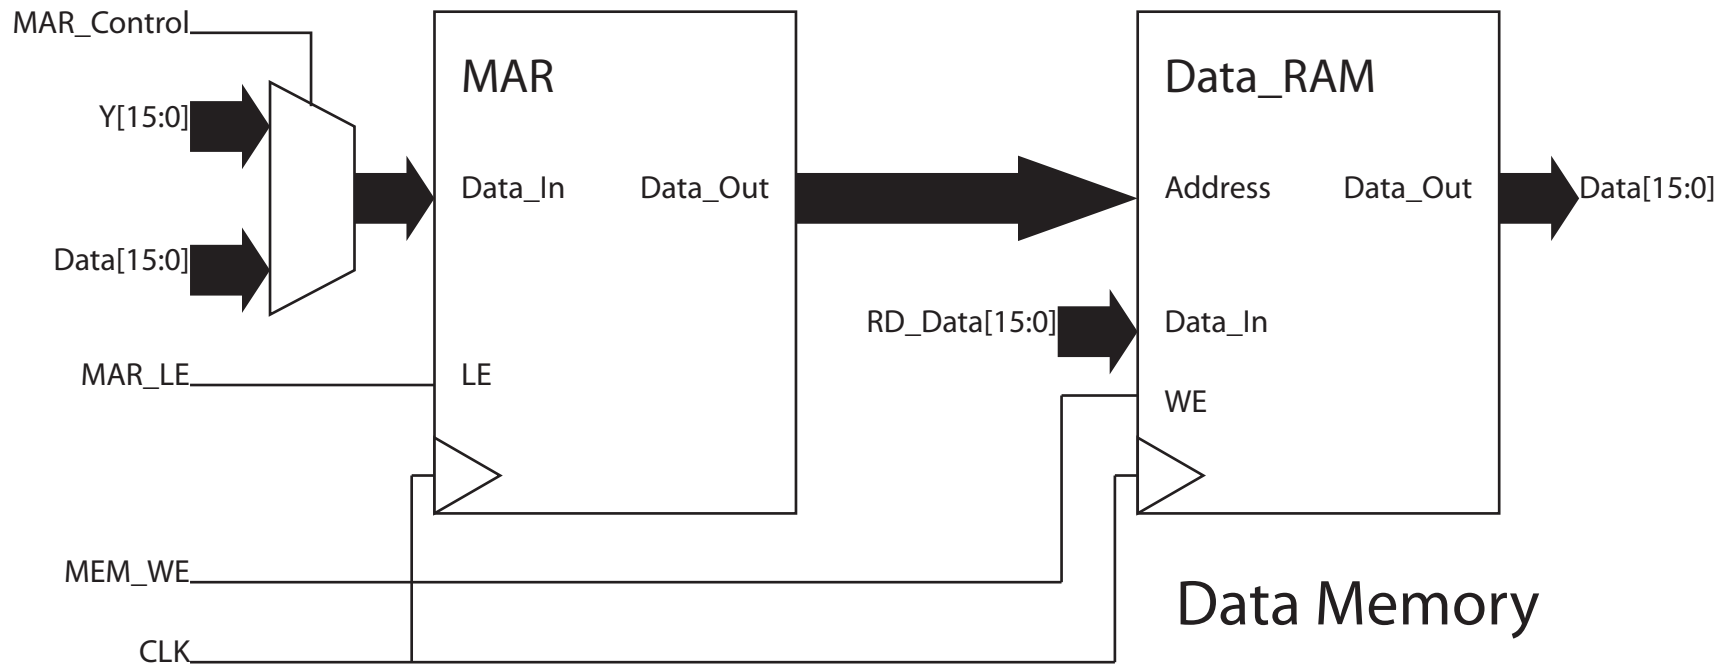 MAR_Control
Y[15:0]
Data[15:0]
MAR_LE
MEM_WE
CLK
MAR
Data_In
Data_Out
LE
RD_Data[15:0]
Data_RAM
Address
Data_Out
Data_In
WE
Data[15:0]
Data Memory